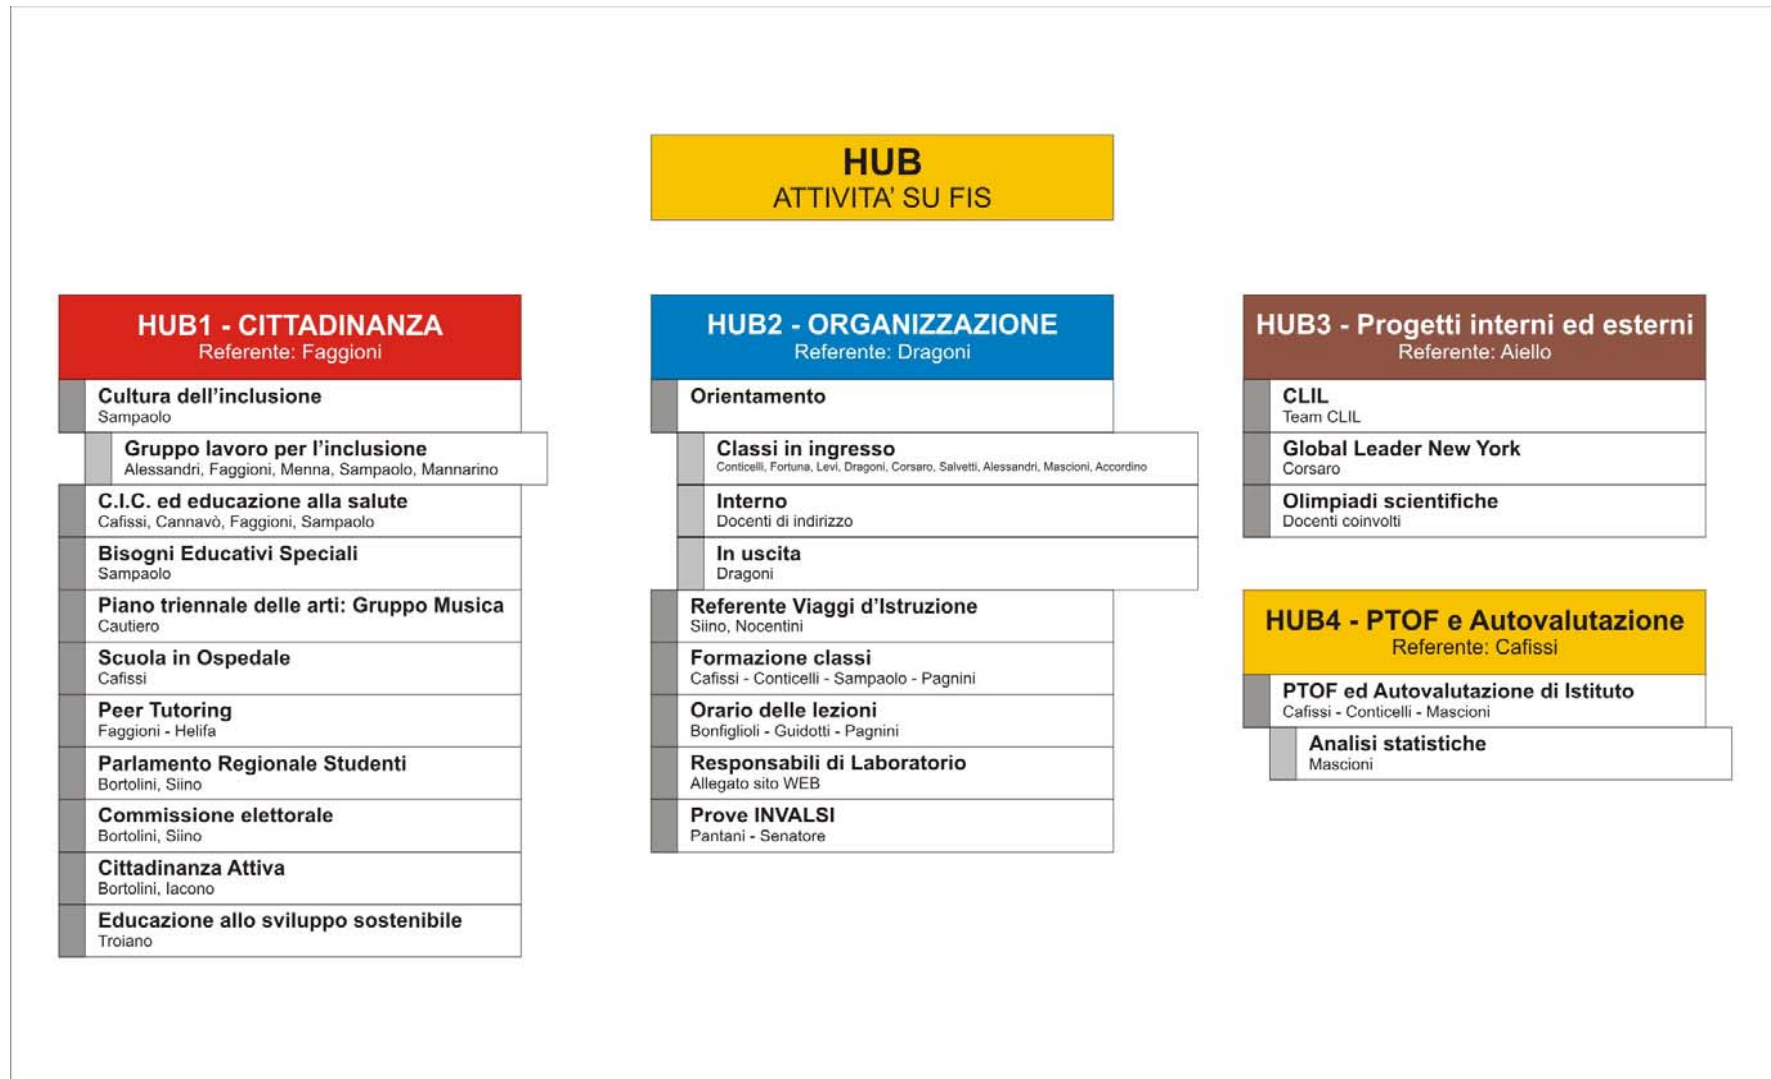 HUB
ATTIVITA' SU FIS
HUB1 - CITTADINANZA
Referente: Faggioni
Cultura dell'inclusione
Sampaolo
Gruppo lavoro per l'inclusione
Alessandri, Faggioni, Menna, Sampaolo, Mannarino
C.I.C. ed educazione alla salute
Cafissi, Cannavò, Faggioni, Sampaolo
Bisogni Educativi Speciali
Sampaolo
Piano triennale delle arti: Gruppo Musica
Cautiero
Scuola in Ospedale
Cafissi
Peer Tutoring
Faggioni - Helifa
Parlamento Regionale Studenti
Bortolini, Siino
Commissione elettorale
Bortolini, Siino
Cittadinanza Attiva
Bortolini, Iacono
Educazione allo sviluppo sostenibile
Troiano
HUB2 - ORGANIZZAZIONE
Referente: Dragoni
Orientamento
Classi in ingresso
Conticelli, Fortuna, Levi, Dragoni, Corsaro, Salvetti, Alessandri, Mascioni, Accordino
Interno
Docenti di indirizzo
In uscita
Dragoni
Referente Viaggi d'Istruzione
Siino, Nocentini
Formazione classi
Cafissi - Conticelli - Sampaolo - Pagnini
Orario delle lezioni
Bonfiglioli - Guidotti - Pagnini
Responsabili di Laboratorio
Allegato sito WEB
Prove INVALSI
Pantani - Senatore
HUB3 - Progetti interni ed esterni
Referente: Aiello
CLIL
Team CLIL
Global Leader New York
Corsaro
Olimpiadi scientifiche
Docenti coinvolti
HUB4 - PTOF e Autovalutazione
Referente: Cafissi
PTOF ed Autovalutazione di Istituto
Cafissi - Conticelli - Mascioni
Analisi statistiche
Mascioni